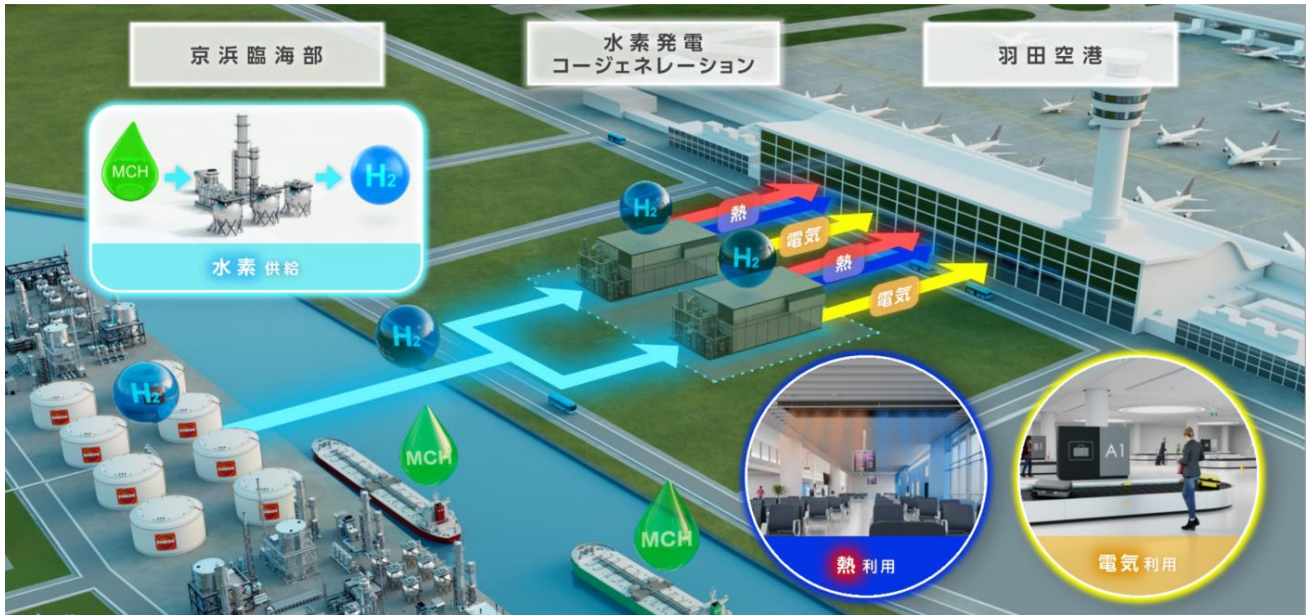 京浜臨海部
水素発電
コージェネレーション
羽田空港
MCH
H2
水素 供給
H2
熱
電気
H2
熱
電気
H2
H2
ENEOS
MCH
MCH
熱 利用
A1
電気 利用